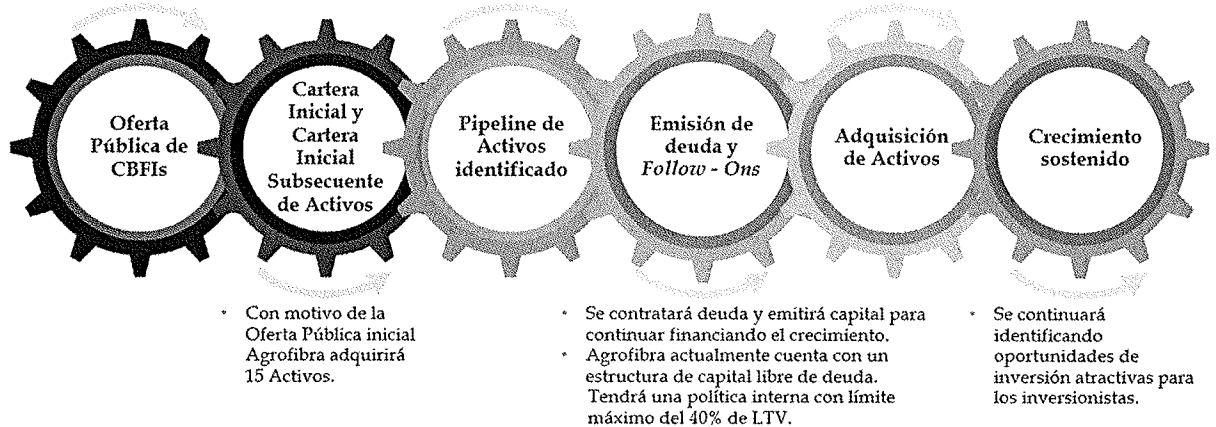 Oferta
Pública de
CBFIs
Cartera
Inicial y
Cartera
Inicial
Subsecuente
de Activos
Pipeline de
Activos
identificado
Emisión de
deuda y
Follow - Ons
Adquisición
de Activos
Crecimiento
sostenido
• Con motivo de la
Oferta Pública inicial
Agrofibra adquirirá
15 Activos.
• Se contratará deuda y emitirá capital para
continuar financiando el crecimiento.
• Agrofibra actualmente cuenta con un
estructura de capital libre de deuda.
Tendrá una política interna con límite
máximo del 40% de LTV.
• Se continuará
identificando
oportunidades de
inversión atractivas para
los inversionistas.